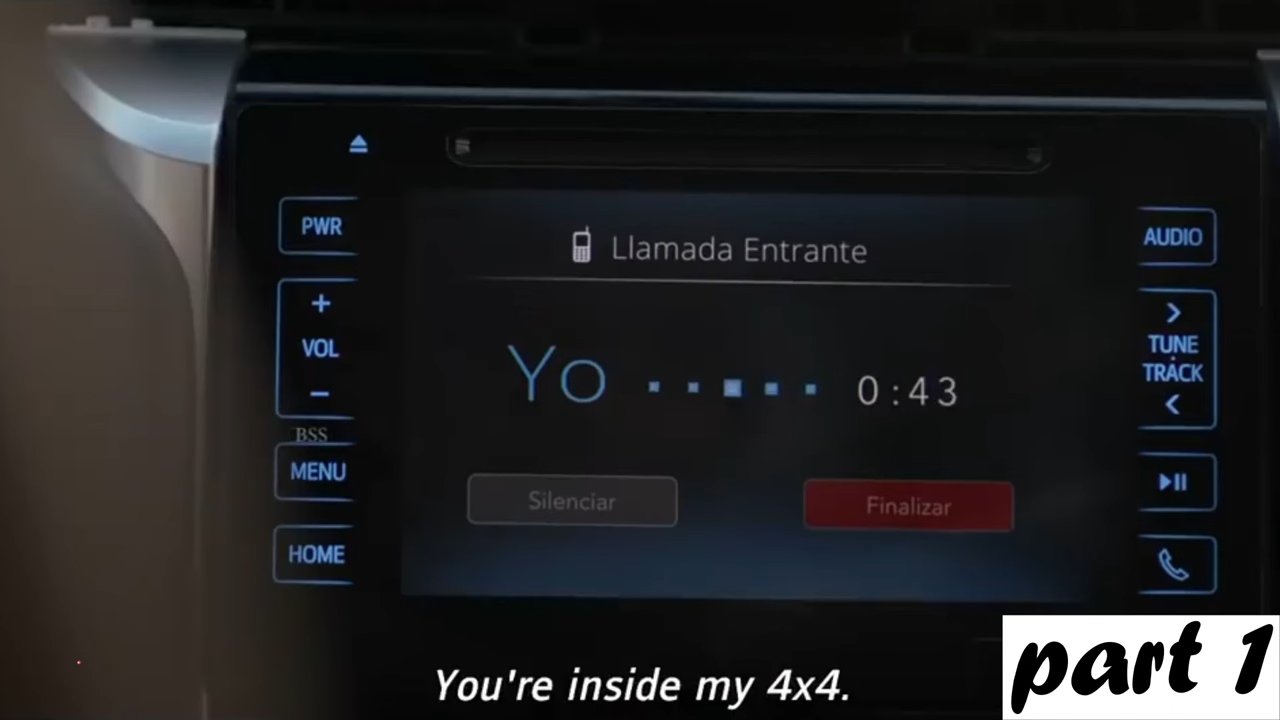 PWR
+
VOL
-
BSS
MENU
HOME
Llamada Entrante
Yo 0:43
Silenciar
Finalizar
AUDIO
>
TUNE
TRACK
<
You're inside my 4x4.
part 1